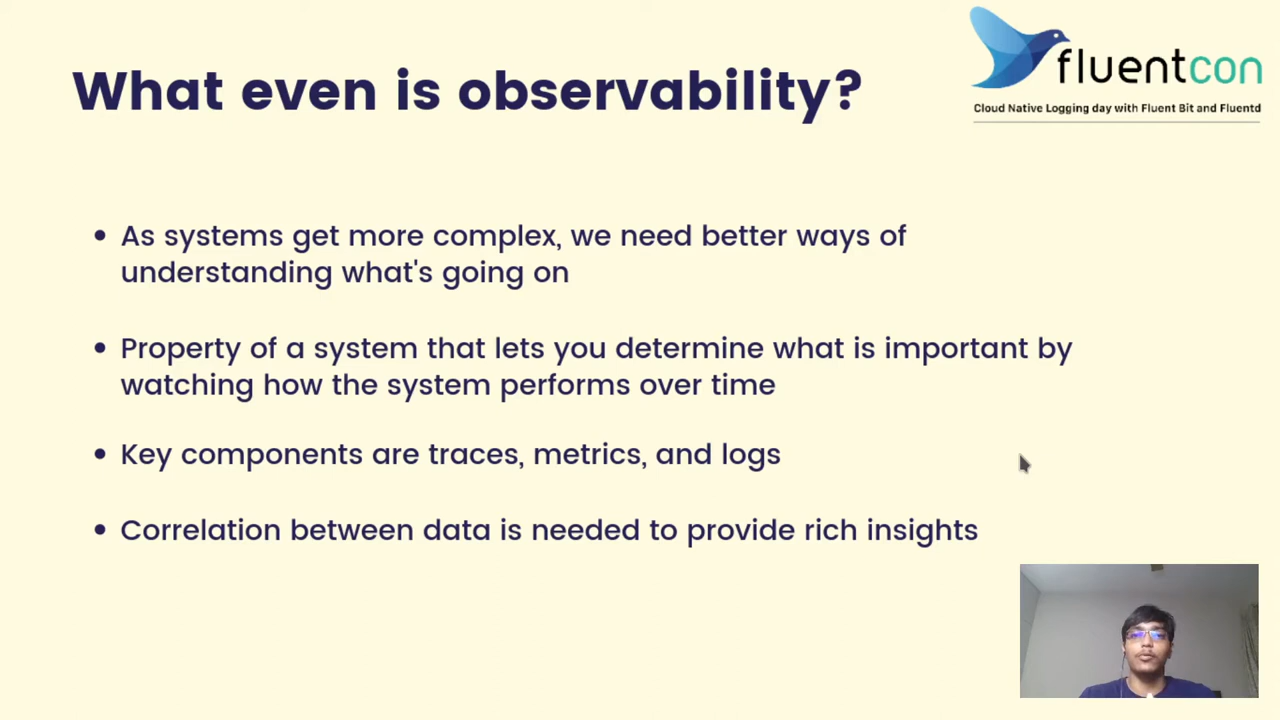 What even is observability?
fluentcon
Cloud Native Logging day with Fluent Bit and Fluentd
• As systems get more complex, we need better ways of
understanding what's going on
• Property of a system that lets you determine what is important by
watching how the system performs over time
• Key components are traces, metrics, and logs
• Correlation between data is needed to provide rich insights